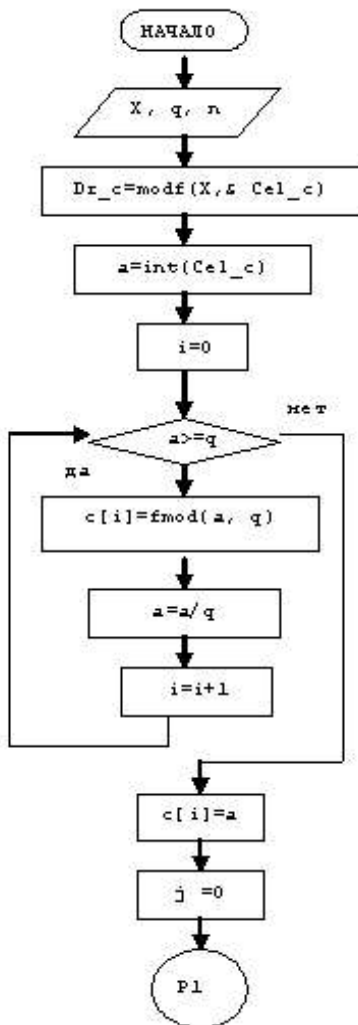 НАЧАЛО
X, q, n
Dr_c=modf(X,& Cel_c)
a=int(Cel_c)
i=0
нет
a>=q
да
c[i]=fmod(a, q)
a=a/q
i=i+1
c[i]=a
j =0
P1